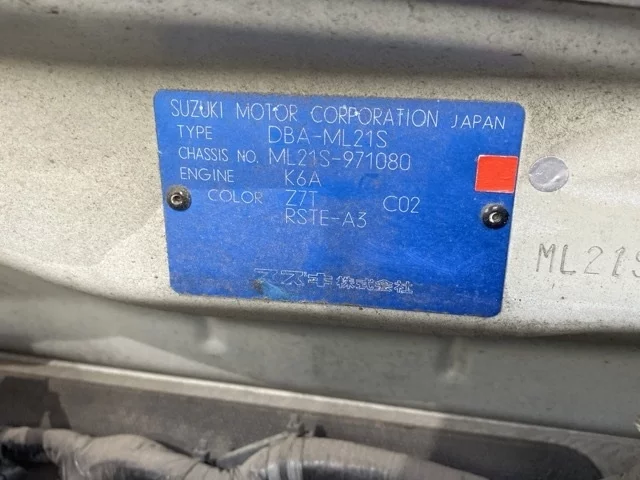 SUZUKI MOTOR CORPORATION JAPAN
TYPE DBA-ML21S
CHASSIS NO. ML21S-971080
ENGINE K6A
COLOR Z7T C02
RSTE-A3
スズキ株式会社
ML21S